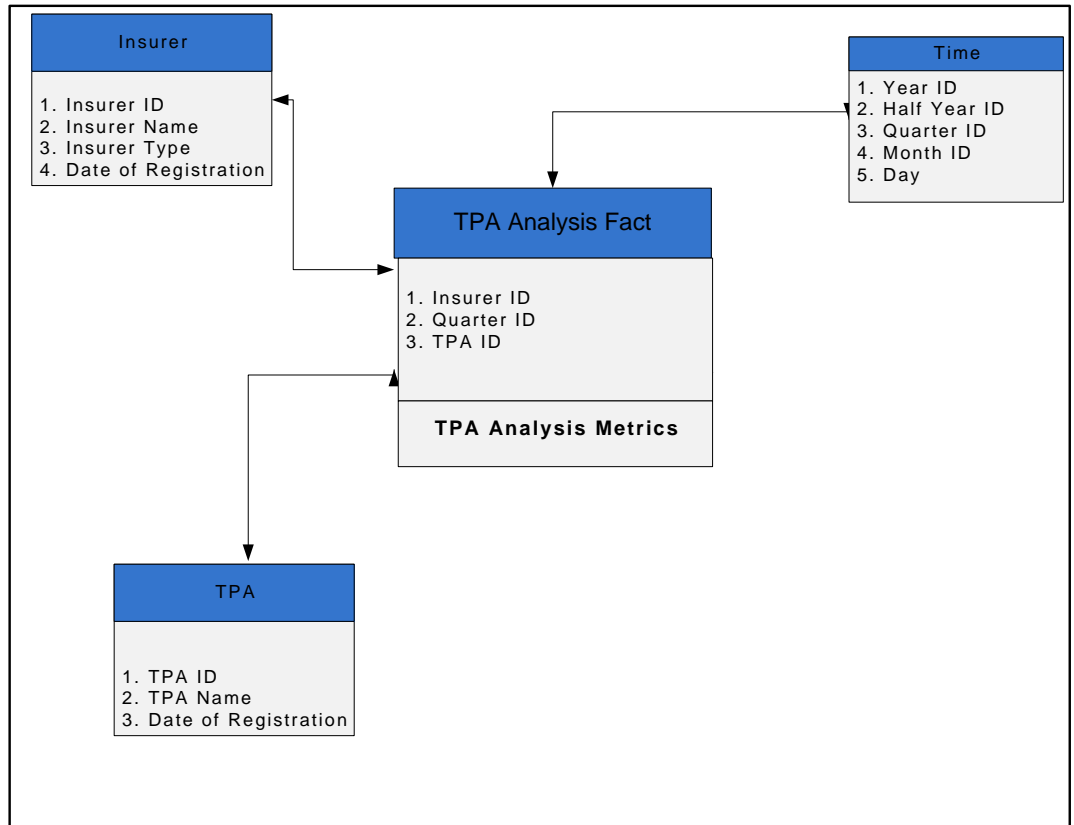 Insurer
1. Insurer ID
2. Insurer Name
3. Insurer Type
4. Date of Registration
Time
1. Year ID
2. Half Year ID
3. Quarter ID
4. Month ID
5. Day
TPA Analysis Fact
1. Insurer ID
2. Quarter ID
3. TPA ID
TPA Analysis Metrics
TPA
1. TPA ID
2. TPA Name
3. Date of Registration